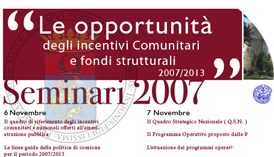 “Le opportunità
degli incentivi Comunitari
e fondi strutturali
2007/2013
Seminari 2007
6 Novembre
Il quadro di riferimento degli incentivi
comunitari e nazionali offerti all'amministrazione pubblica
Le linee guida della politica di coesione
per il periodo 2007/2013
7 Novembre
Il Quadro Strategico Nazionale ( Q.S.N. )
Il Programma Operativo proposto dalla P
L'attuazione dei programmi operat